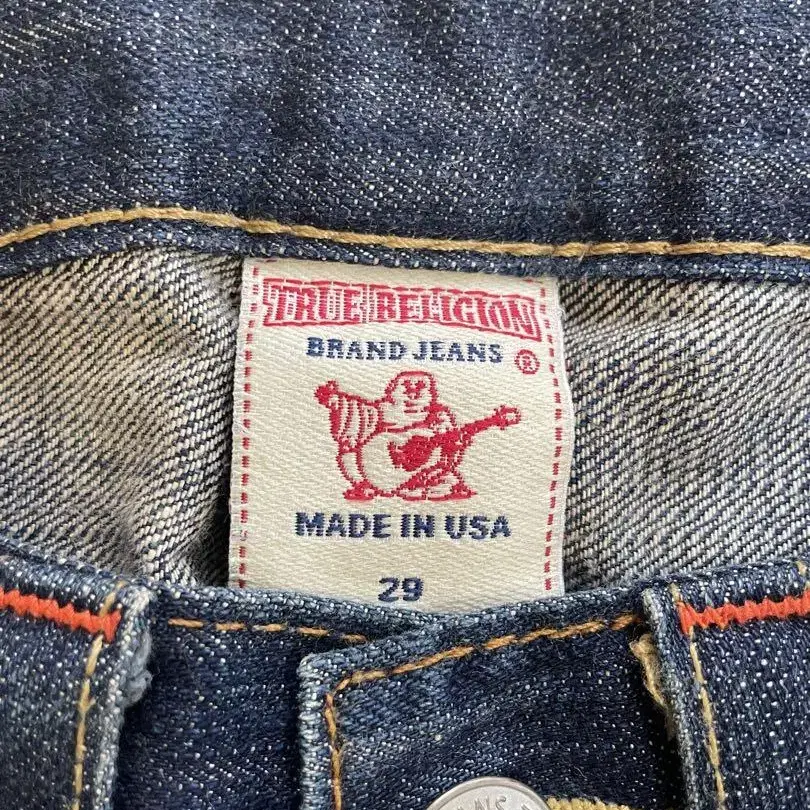 TRUE RELIGION
BRAND JEANS
®
MADE IN USA
29